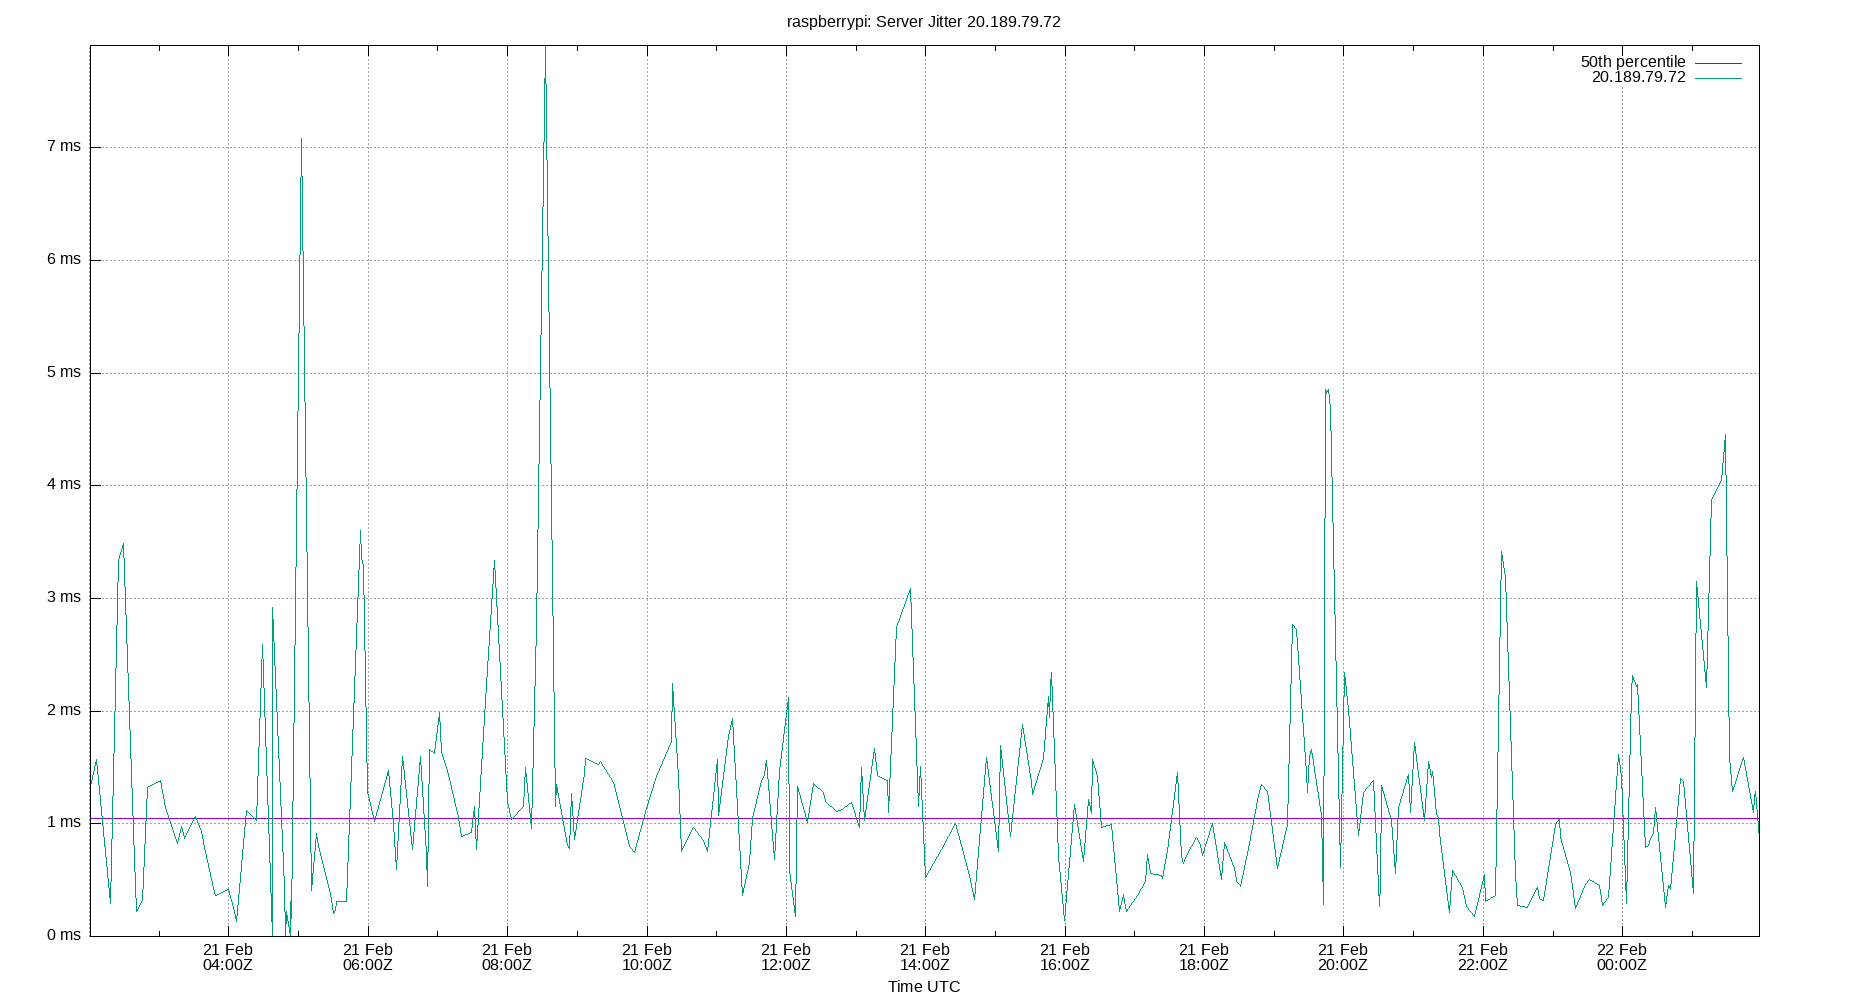 raspberrypi: Server Jitter 20.189.79.72
50th percentile
20.189.79.72
7 ms
6 ms
5 ms
4 ms
3 ms
2 ms
1 ms
0 ms
21 Feb 21 Feb 21 Feb 21 Feb 21 Feb 21 Feb 21 Feb 21 Feb 21 Feb 21 Feb 22 Feb
04:00Z 06:00Z 08:00Z 10:00Z 12:00Z 14:00Z 16:00Z 18:00Z 20:00Z 22:00Z 00:00Z
Time UTC